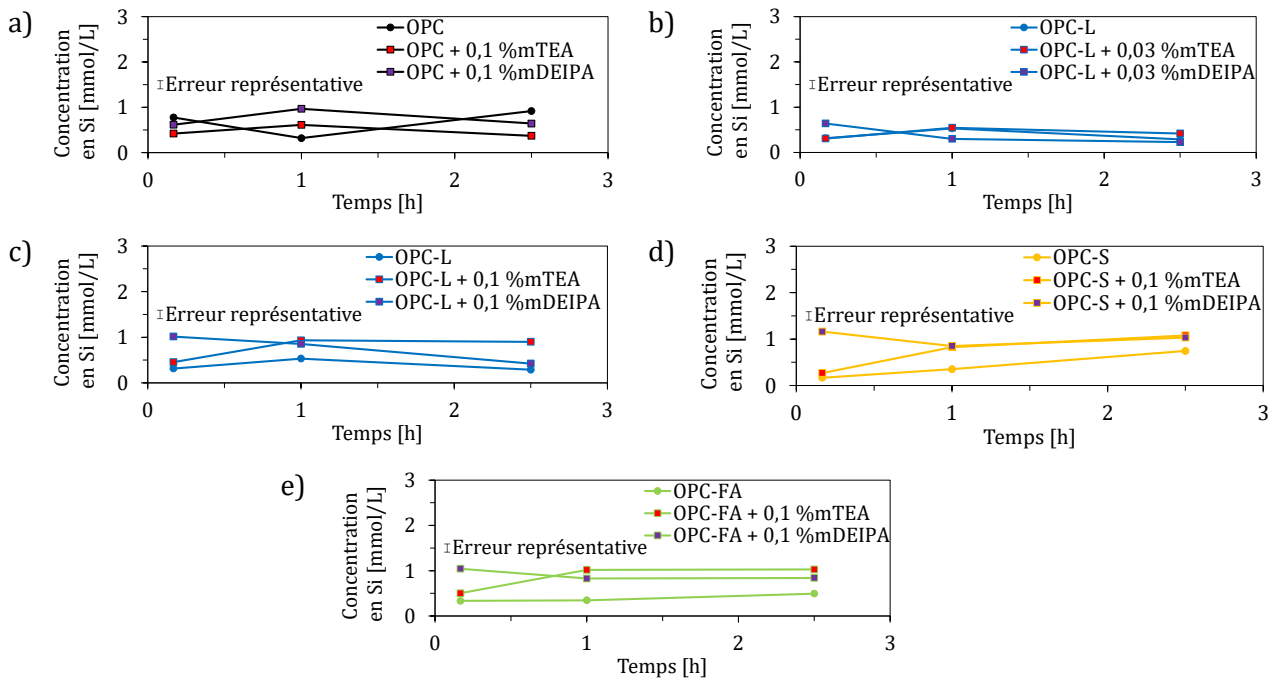 a)
Concentration
en Si [mmol/L]
3
2
1
0
OPC
OPC + 0,1 %mTEA
OPC + 0,1 %mDEIPA
Erreur représentative
0
1
2
3
Temps [h]
b)
Concentration
en Si [mmol/L]
3
2
1
0
OPC-L
OPC-L + 0,03 %mTEA
OPC-L + 0,03 %mDEIPA
Erreur représentative
0
1
2
3
Temps [h]
c)
Concentration
en Si [mmol/L]
3
2
1
0
OPC-L
OPC-L + 0,1 %mTEA
OPC-L + 0,1 %mDEIPA
Erreur représentative
0
1
2
3
Temps [h]
d)
Concentration
en Si [mmol/L]
3
2
1
0
OPC-S
OPC-S + 0,1 %mTEA
OPC-S + 0,1 %mDEIPA
Erreur représentative
0
1
2
3
Temps [h]
e)
Concentration
en Si [mmol/L]
3
2
1
0
OPC-FA
OPC-FA + 0,1 %mTEA
OPC-FA + 0,1 %mDEIPA
Erreur représentative
0
1
2
3
Temps [h]